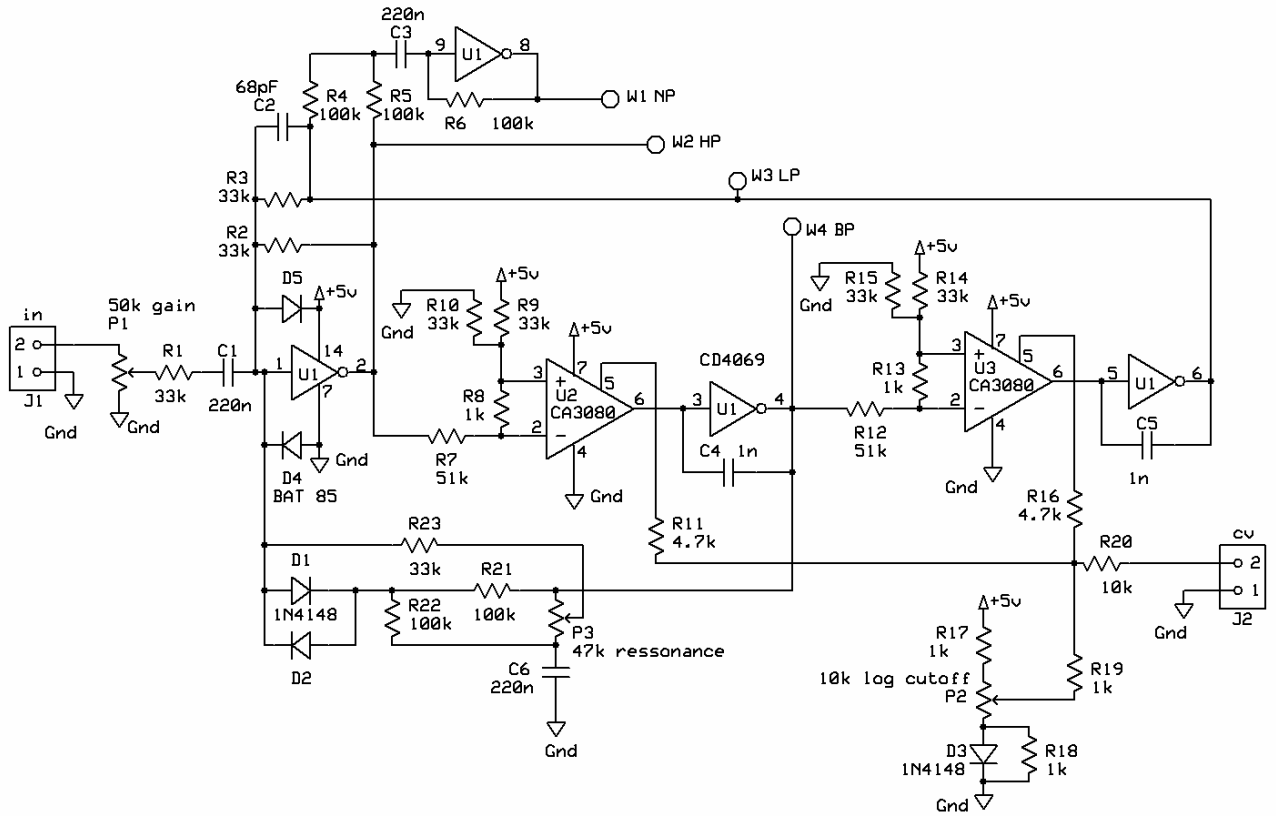 220n
C3
9
U1
8
68pF
C2
R4
100k
R5
100k
R6
100k
W1 NP
W2 HP
R3
33k
W3 LP
R2
33k
W4 BP
D5
+5v
50k gain
P1
in
2
1
J1
Gnd
Gnd
R1
33k
C1
220n
1
U1
14
2
7
D4
BAT 85
Gnd
Gnd
R10
33k
R9
33k
+5v
+5v
R8
1k
3
+
U2
CA3080
2
-
7
5
6
4
Gnd
R7
51k
CD4069
3
U1
4
C4
1n
Gnd
R15
33k
R14
33k
+5v
+5v
R13
1k
3
+
U3
CA3080
2
-
7
5
6
4
Gnd
R12
51k
5
U1
6
C5
1n
R23
33k
D1
1N4148
D2
R22
100k
R21
100k
P3
47k ressonance
C6
220n
Gnd
R11
4.7k
R16
4.7k
R20
10k
cv
2
1
J2
Gnd
+5v
R17
1k
10k log cutoff
P2
R19
1k
D3
1N4148
R18
1k
Gnd